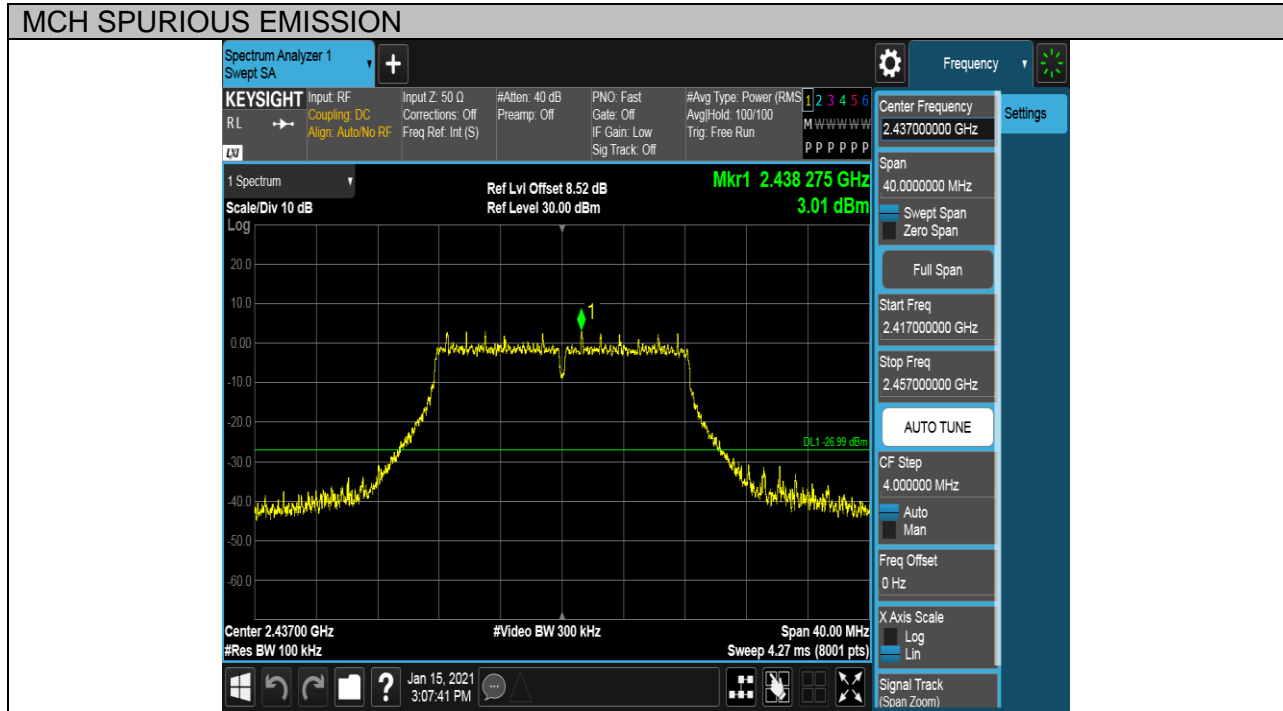 MCH SPURIOUS EMISSION
Spectrum Analyzer 1
Swept SA
+
Frequency
KEYSIGHT
RL
LXI
Input: RF
Coupling: DC
Align: Auto/No RF
Input Z: 50 Ω
Corrections: Off
Freq Ref: Int (S)
#Atten: 40 dB
Preamp: Off
PNO: Fast
Gate: Off
IF Gain: Low
Sig Track: Off
#Avg Type: Power (RMS
Avg|Hold: 100/100
Trig: Free Run
1 2 3 4 5 6
M W W W W W
P P P P P P
1 Spectrum
Scale/Div 10 dB
Log
Ref Lvl Offset 8.52 dB
Ref Level 30.00 dBm
Mkr1 2.438 275 GHz
3.01 dBm
20.0
10.0
0.00
-10.0
-20.0
-30.0
-40.0
-50.0
-60.0
1
DL1 -26.99 dBm
Center 2.43700 GHz
#Res BW 100 kHz
#Video BW 300 kHz
Span 40.00 MHz
Sweep 4.27 ms (8001 pts)
Center Frequency
2.437000000 GHz
Settings
Span
40.0000000 MHz
Swept Span
Zero Span
Full Span
Start Freq
2.417000000 GHz
Stop Freq
2.457000000 GHz
AUTO TUNE
CF Step
4.000000 MHz
Auto
Man
Freq Offset
0 Hz
X Axis Scale
Log
Lin
Signal Track
(Span Zoom)
?
Jan 15, 2021
3:07:41 PM